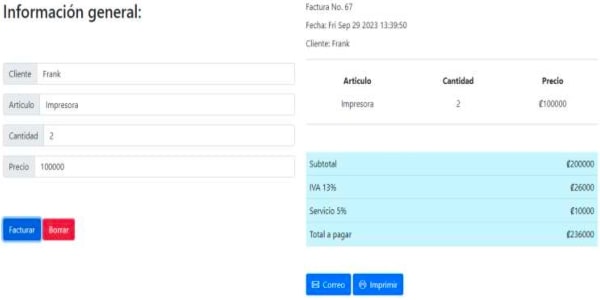 Información general:
Cliente Frank
Artículo Impresora
Cantidad 2
Precio 100000
Facturar Borrar
Factura No. 67
Fecha: Fri Sep 29 2023 13:39:50
Cliente: Frank
Artículo Cantidad Precio
Impresora 2 ₡100000
Subtotal ₡200000
IVA 13% ₡26000
Servicio 5% ₡10000
Total a pagar ₡236000
Correo Imprimir